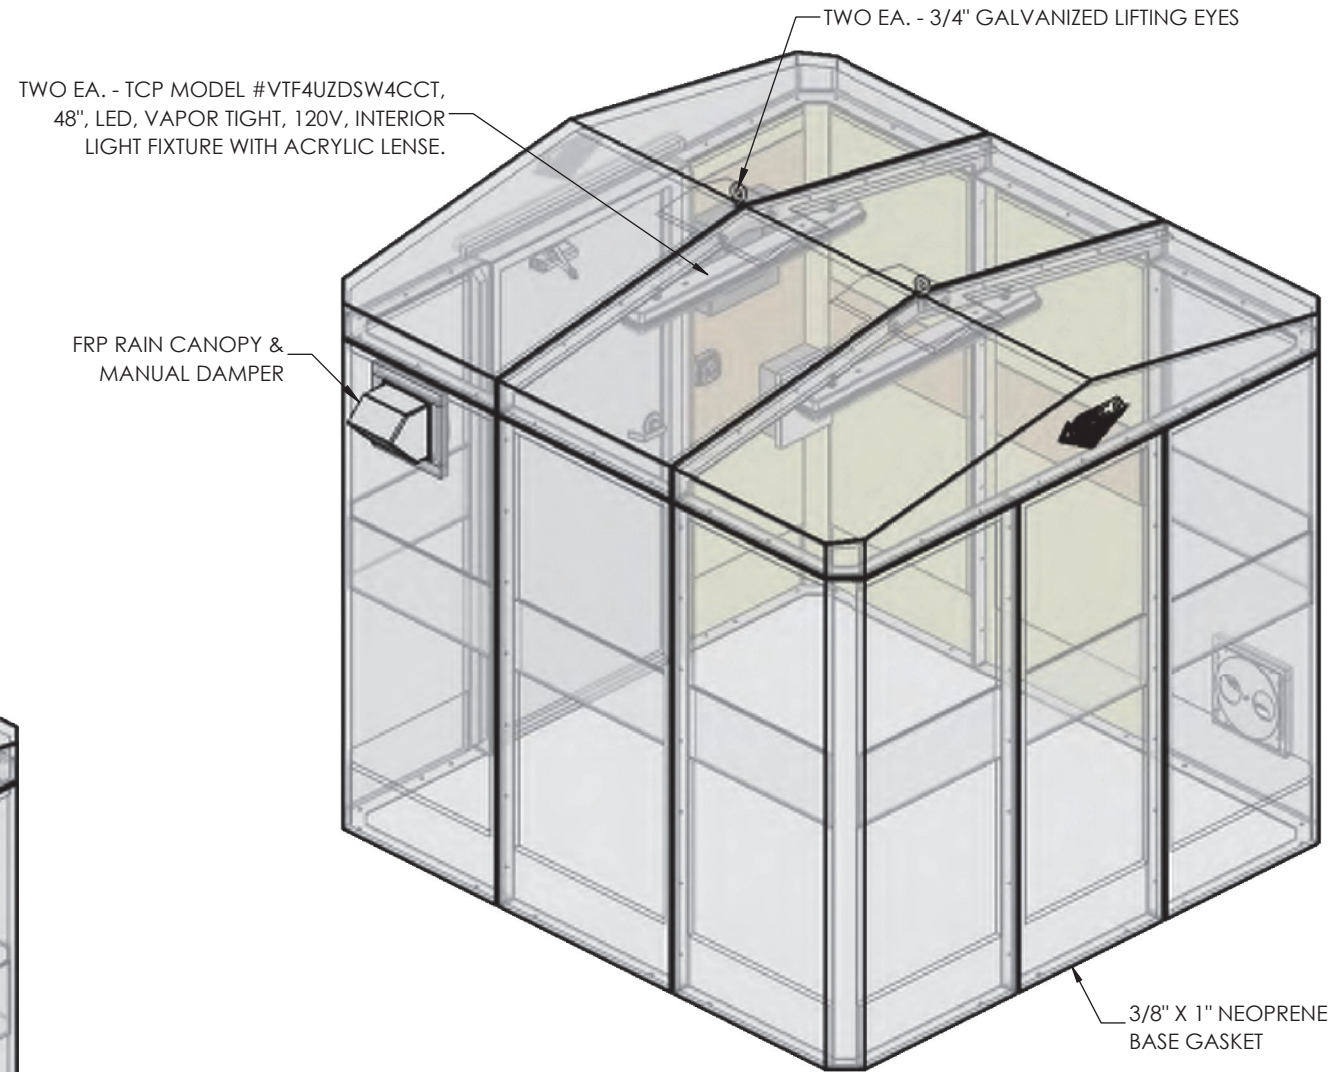 TWO EA. - 3/4" GALVANIZED LIFTING EYES
TWO EA. - TCP MODEL #VTF4UZDSW4CCT,
48", LED, VAPOR TIGHT, 120V, INTERIOR
LIGHT FIXTURE WITH ACRYLIC LENSE.
FRP RAIN CANOPY &
MANUAL DAMPER
3/8" X 1" NEOPRENE
BASE GASKET